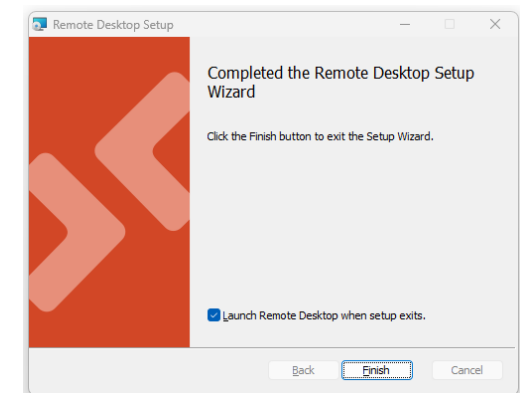 Remote Desktop Setup
Completed the Remote Desktop Setup
Wizard
Click the Finish button to exit the Setup Wizard.
Launch Remote Desktop when setup exits.
Back Finish Cancel